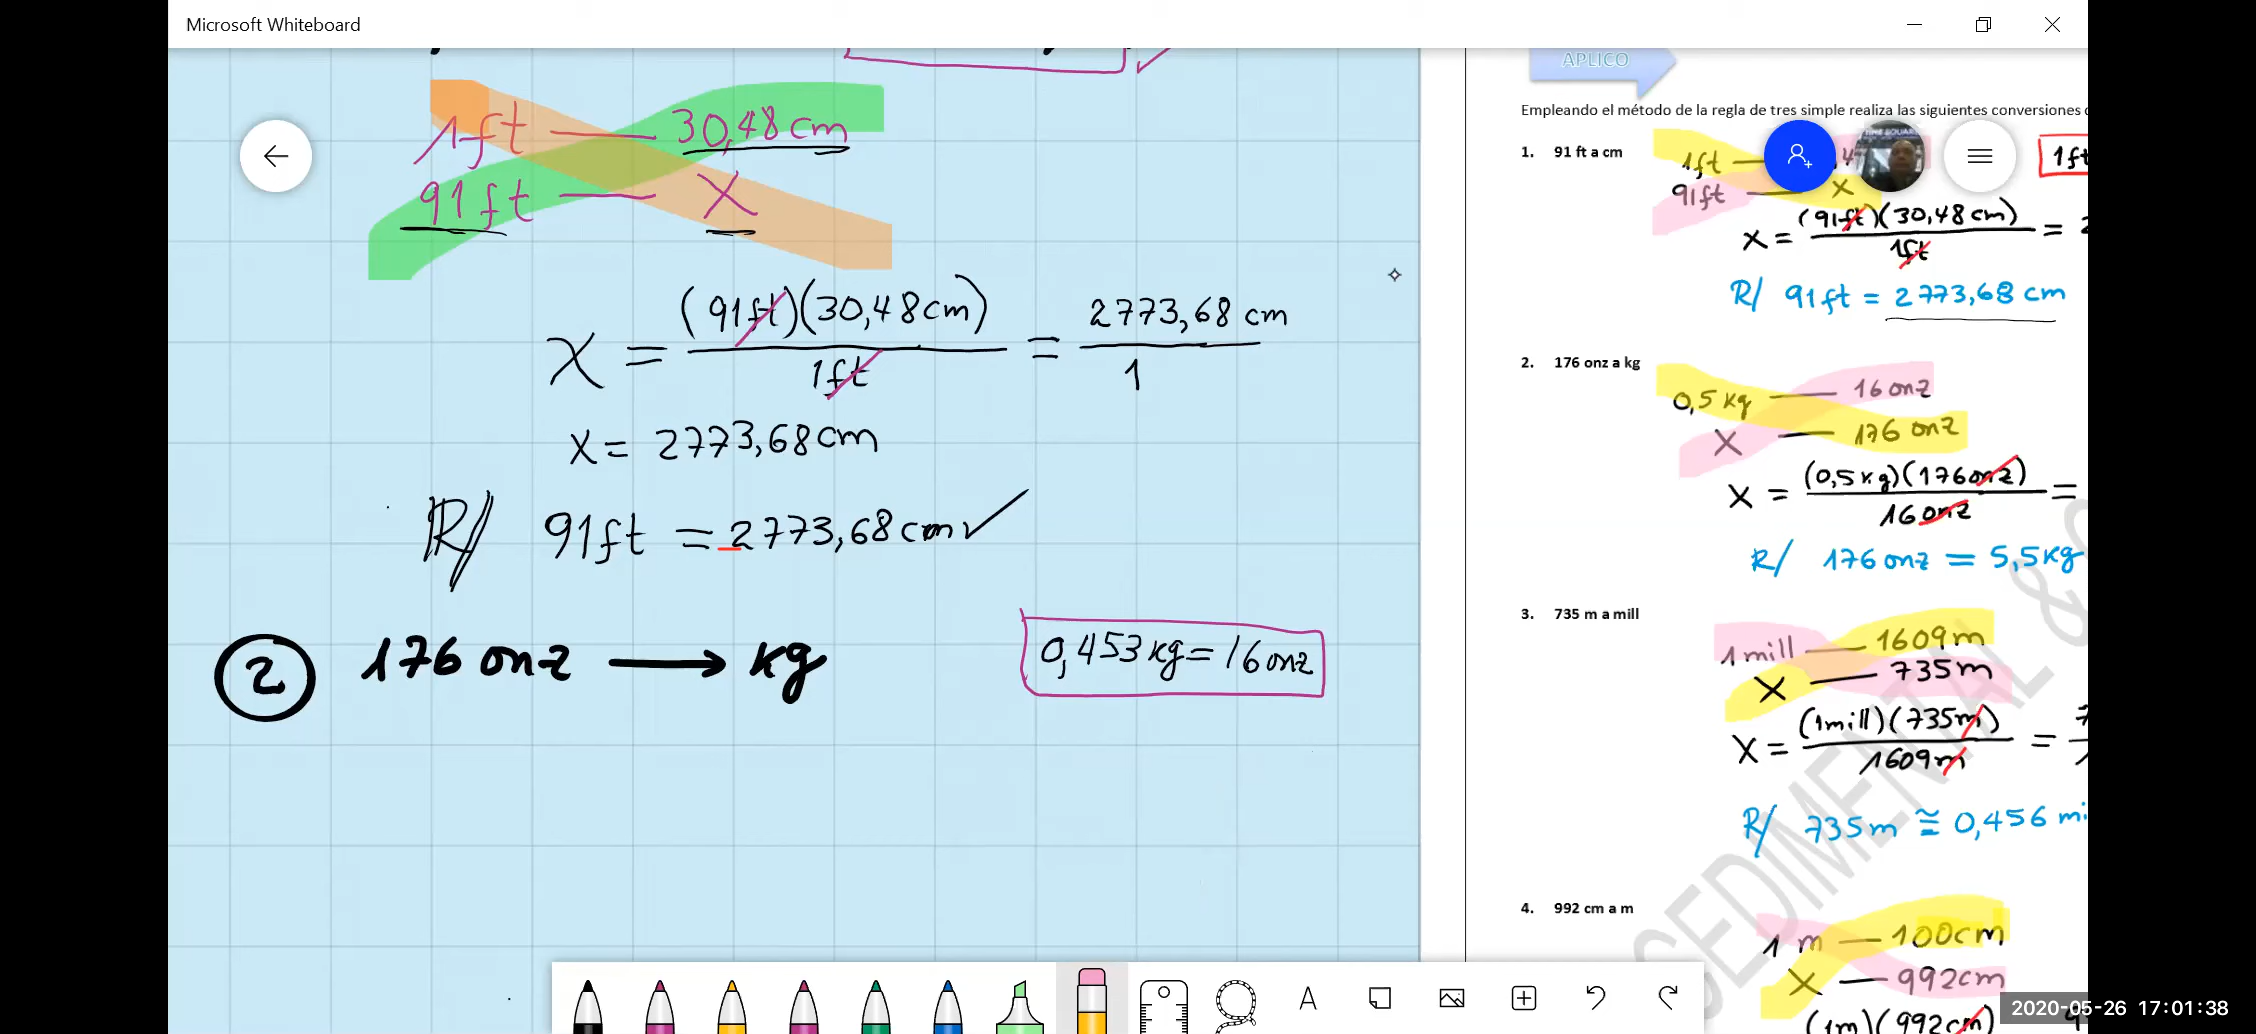 Microsoft Whiteboard
1ft — 30,48 cm
91ft — X
X = (91ft)(30,48cm) / 1ft = 2773,68 cm / 1
X = 2773,68cm
R/ 91ft = 2773,68cm ✓
2 176 onz → kg
0,453 kg = 16 onz
APLICO
Empleando el método de la regla de tres simple realiza las siguientes conversiones
1. 91 ft a cm
1ft —
91ft — X
1ft
X = (91ft)(30,48cm) / 1ft =
R/ 91ft = 2773,68 cm
2. 176 onz a kg
0,5 kg — 16 onz
X — 176 onz
X = (0,5 kg)(176onz) / 16onz =
R/ 176 onz = 5,5kg
3. 735 m a mill
1 mill — 1609m
X — 735m
X = (1mill)(735m) / 1609m =
R/ 735m ≅ 0,456 mi
4. 992 cm a m
1 m — 100cm
X — 992cm
(1m)(992cm)
A
2020-05-26 17:01:38